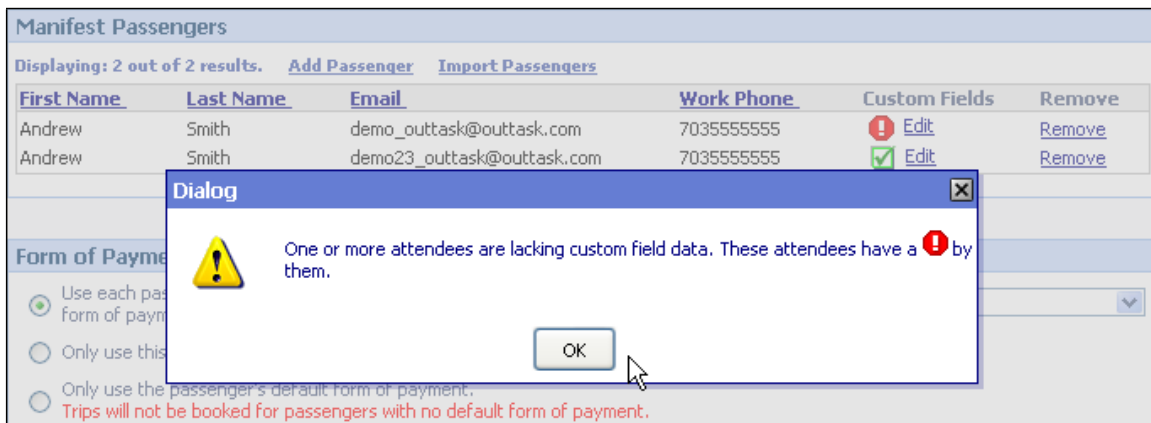 Manifest Passengers
Displaying: 2 out of 2 results. Add Passenger Import Passengers
First Name Last Name Email Work Phone Custom Fields Remove
Andrew Smith demo_outtask@outtask.com 7035555555 Edit Remove
Andrew Smith demo23_outtask@outtask.com 7035555555 Edit Remove
Dialog
One or more attendees are lacking custom field data. These attendees have a ! by
them.
OK
Form of Payme
Use each pas
form of paym
Only use this
Only use the passenger's default form of payment.
Trips will not be booked for passengers with no default form of payment.